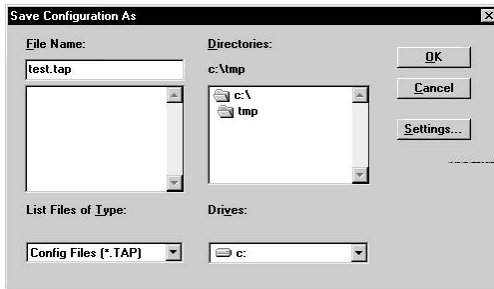 Save Configuration As
File Name:
test.tap
Directories:
c:\tmp
c:\
tmp
OK
Cancel
Settings...
List Files of Type:
Config Files (*.TAP)
Drives:
c: